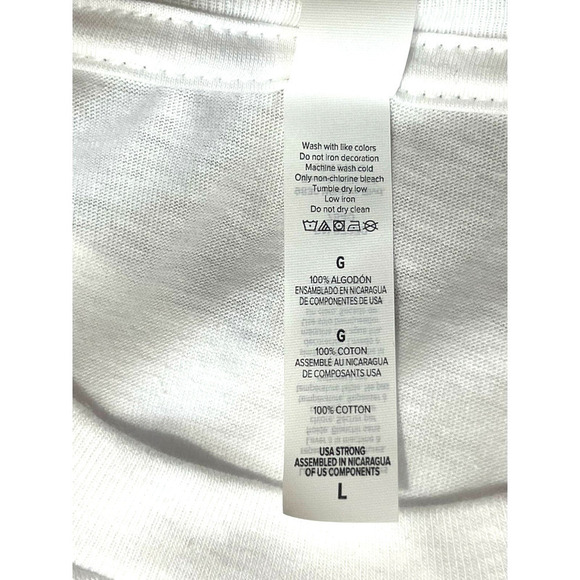 Wash with like colors
Do not iron decoration
Machine wash cold
Only non-chlorine bleach
Tumble dry low
Low iron
Do not dry clean
G
100% ALGODÓN
ENSAMBLADO EN NICARAGUA
DE COMPONENTES DE USA
G
100% COTON
ASSEMBLÉ AU NICARAGUA
DE COMPOSANTS USA
100% COTTON
USA STRONG
ASSEMBLED IN NICARAGUA
OF US COMPONENTS
L